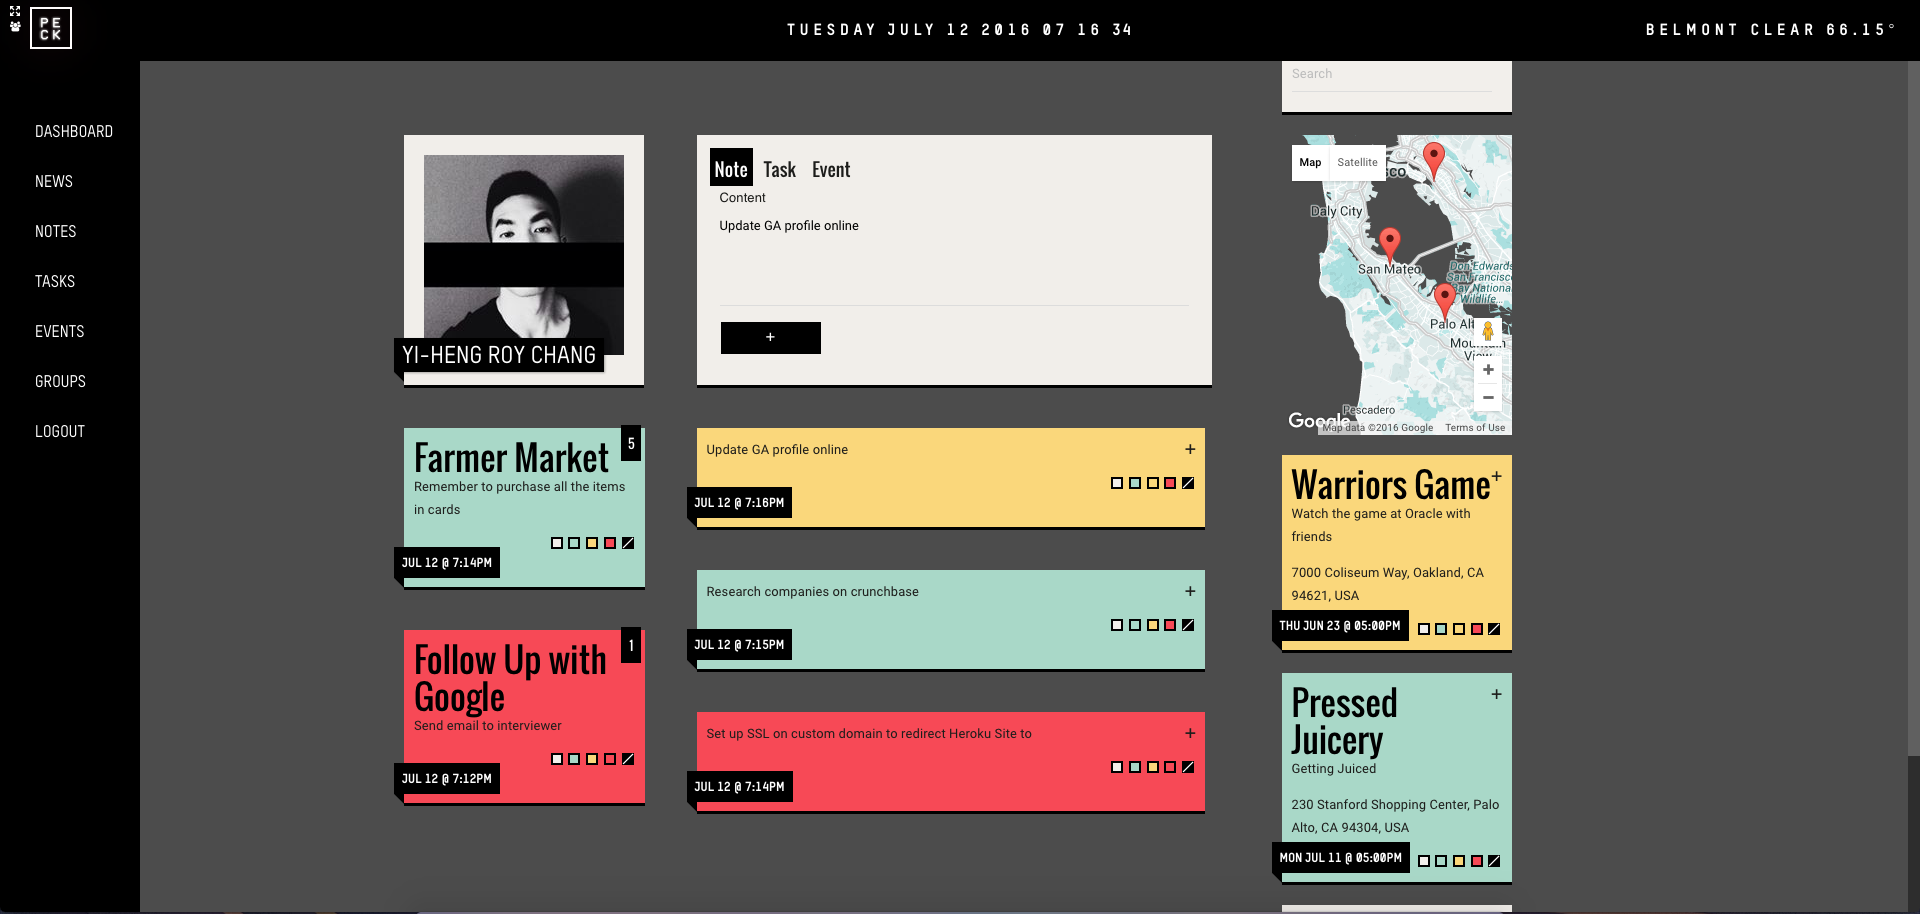 PE
CK
TUESDAY JULY 12 2016 07 16 34
BELMONT CLEAR 66.15°
DASHBOARD
NEWS
NOTES
TASKS
EVENTS
GROUPS
LOGOUT
YI-HENG ROY CHANG
Farmer Market
5
Remember to purchase all the items
in cards
JUL 12 @ 7:14PM
Follow Up with
Google
1
Send email to interviewer
JUL 12 @ 7:12PM
Note Task Event
Content
Update GA profile online
+
Update GA profile online
+
JUL 12 @ 7:16PM
Research companies on crunchbase
+
JUL 12 @ 7:15PM
Set up SSL on custom domain to redirect Heroku Site to
+
JUL 12 @ 7:14PM
Search
Map Satellite
sco
Daly City
San Mateo
Don Edwards
San Francisco
Bay National
Wildlife...
Palo Alt
Mountain
View
+
−
Pescadero
Google
Map data ©2016 Google Terms of Use
Warriors Game
+
Watch the game at Oracle with
friends
7000 Coliseum Way, Oakland, CA
94621, USA
THU JUN 23 @ 05:00PM
Pressed
Juicery
+
Getting Juiced
230 Stanford Shopping Center, Palo
Alto, CA 94304, USA
MON JUL 11 @ 05:00PM